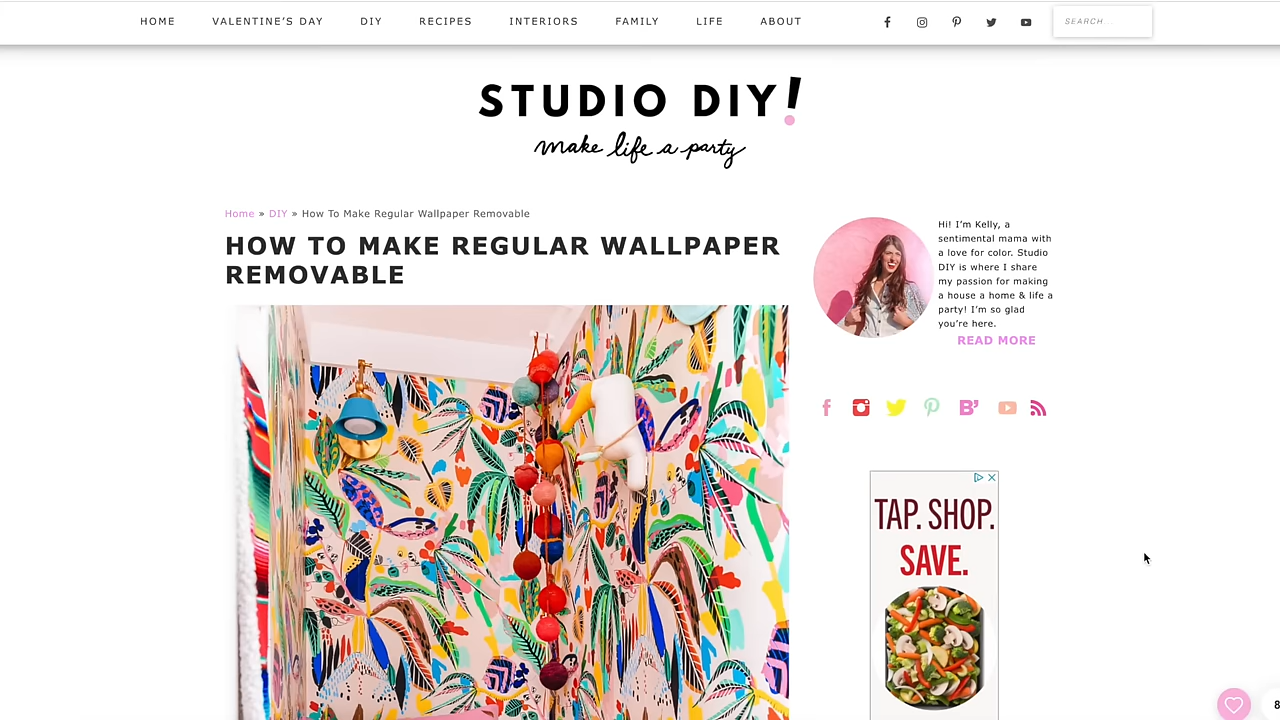 HOME VALENTINE'S DAY DIY RECIPES INTERIORS FAMILY LIFE ABOUT SEARCH...
STUDIO DIY!
make life a party
Home » DIY » How To Make Regular Wallpaper Removable
HOW TO MAKE REGULAR WALLPAPER
REMOVABLE
Hi! I'm Kelly, a
sentimental mama with
a love for color. Studio
DIY is where I share
my passion for making
a house a home & life a
party! I'm so glad
you're here.
READ MORE
B'
TAP. SHOP.
SAVE.
8